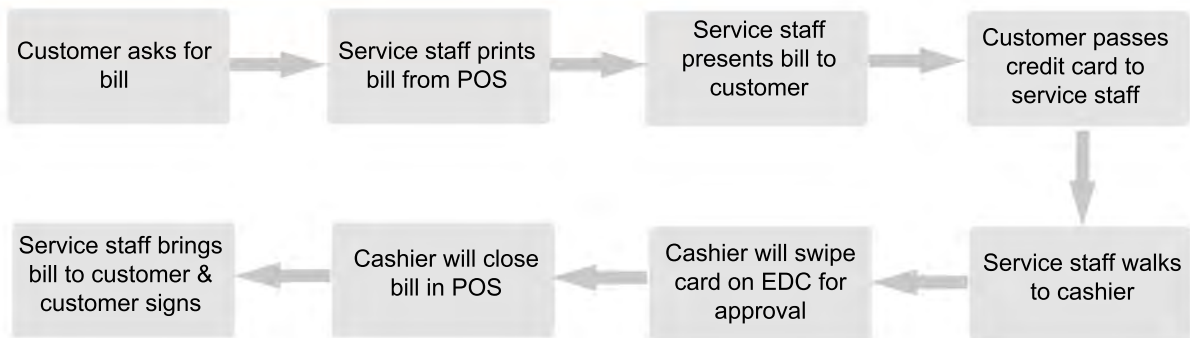 Customer asks for
bill
Service staff prints
bill from POS
Service staff
presents bill to
customer
Customer passes
credit card to
service staff
Service staff walks
to cashier
Cashier will swipe
card on EDC for
approval
Cashier will close
bill in POS
Service staff brings
bill to customer &
customer signs